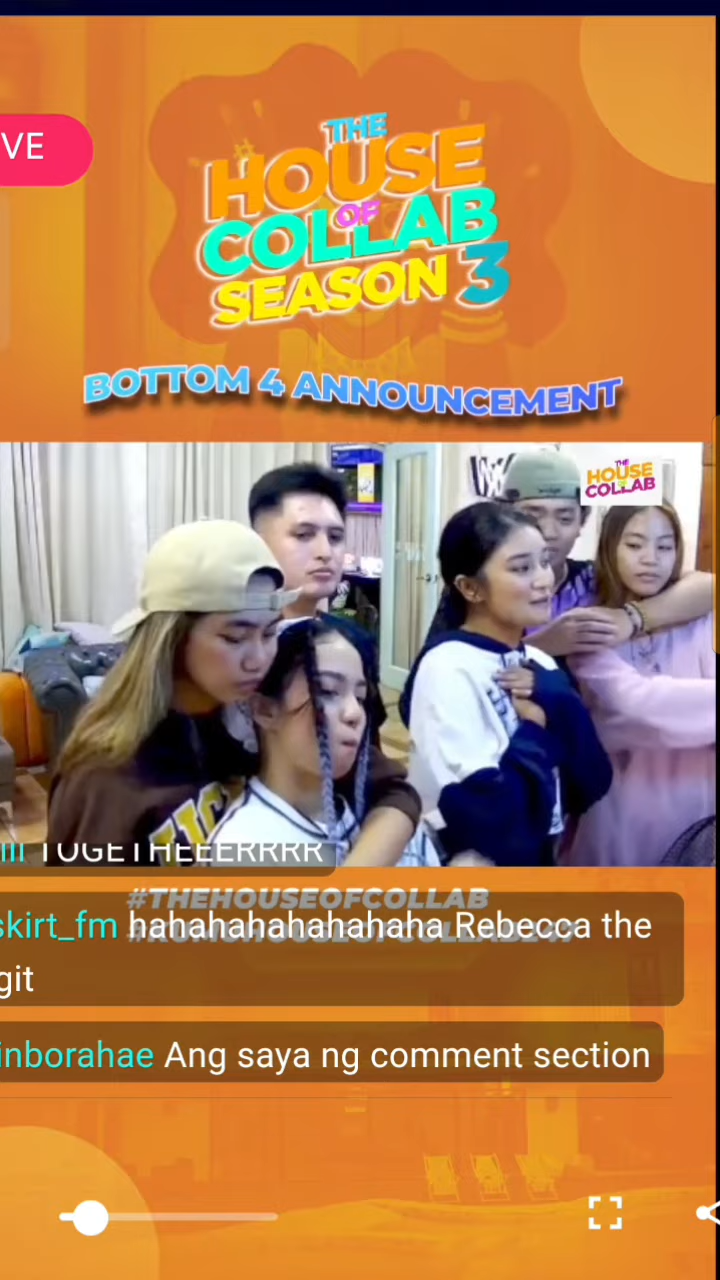 VE
THE
HOUSE
OF
COLLAB
SEASON 3
BOTTOM 4 ANNOUNCEMENT
THE
HOUSE
COLLAB
TOGETHEEERRRR
#THEHOUSEOFCOLLAB
skirt_fm hahahahahahahaha Rebecca the
git
inborahae Ang saya ng comment section